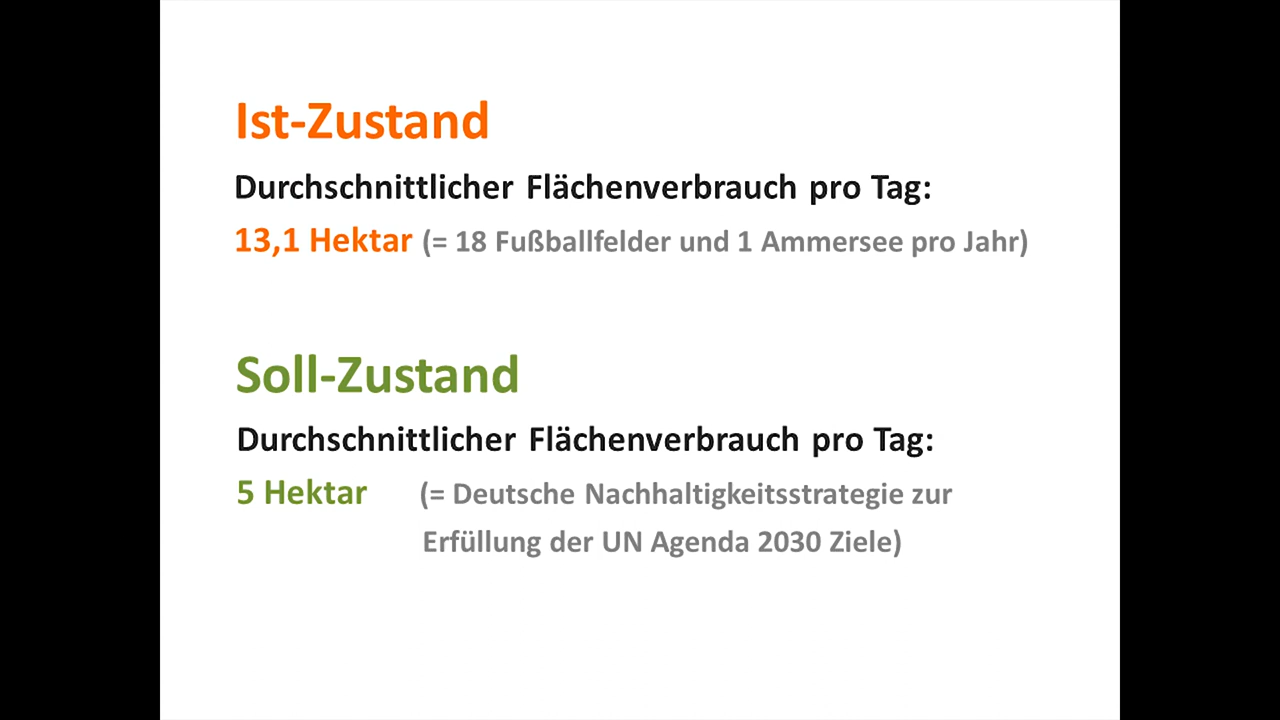 Ist-Zustand
Durchschnittlicher Flächenverbrauch pro Tag:
13,1 Hektar (= 18 Fußballfelder und 1 Ammersee pro Jahr)
Soll-Zustand
Durchschnittlicher Flächenverbrauch pro Tag:
5 Hektar (= Deutsche Nachhaltigkeitsstrategie zur
Erfüllung der UN Agenda 2030 Ziele)